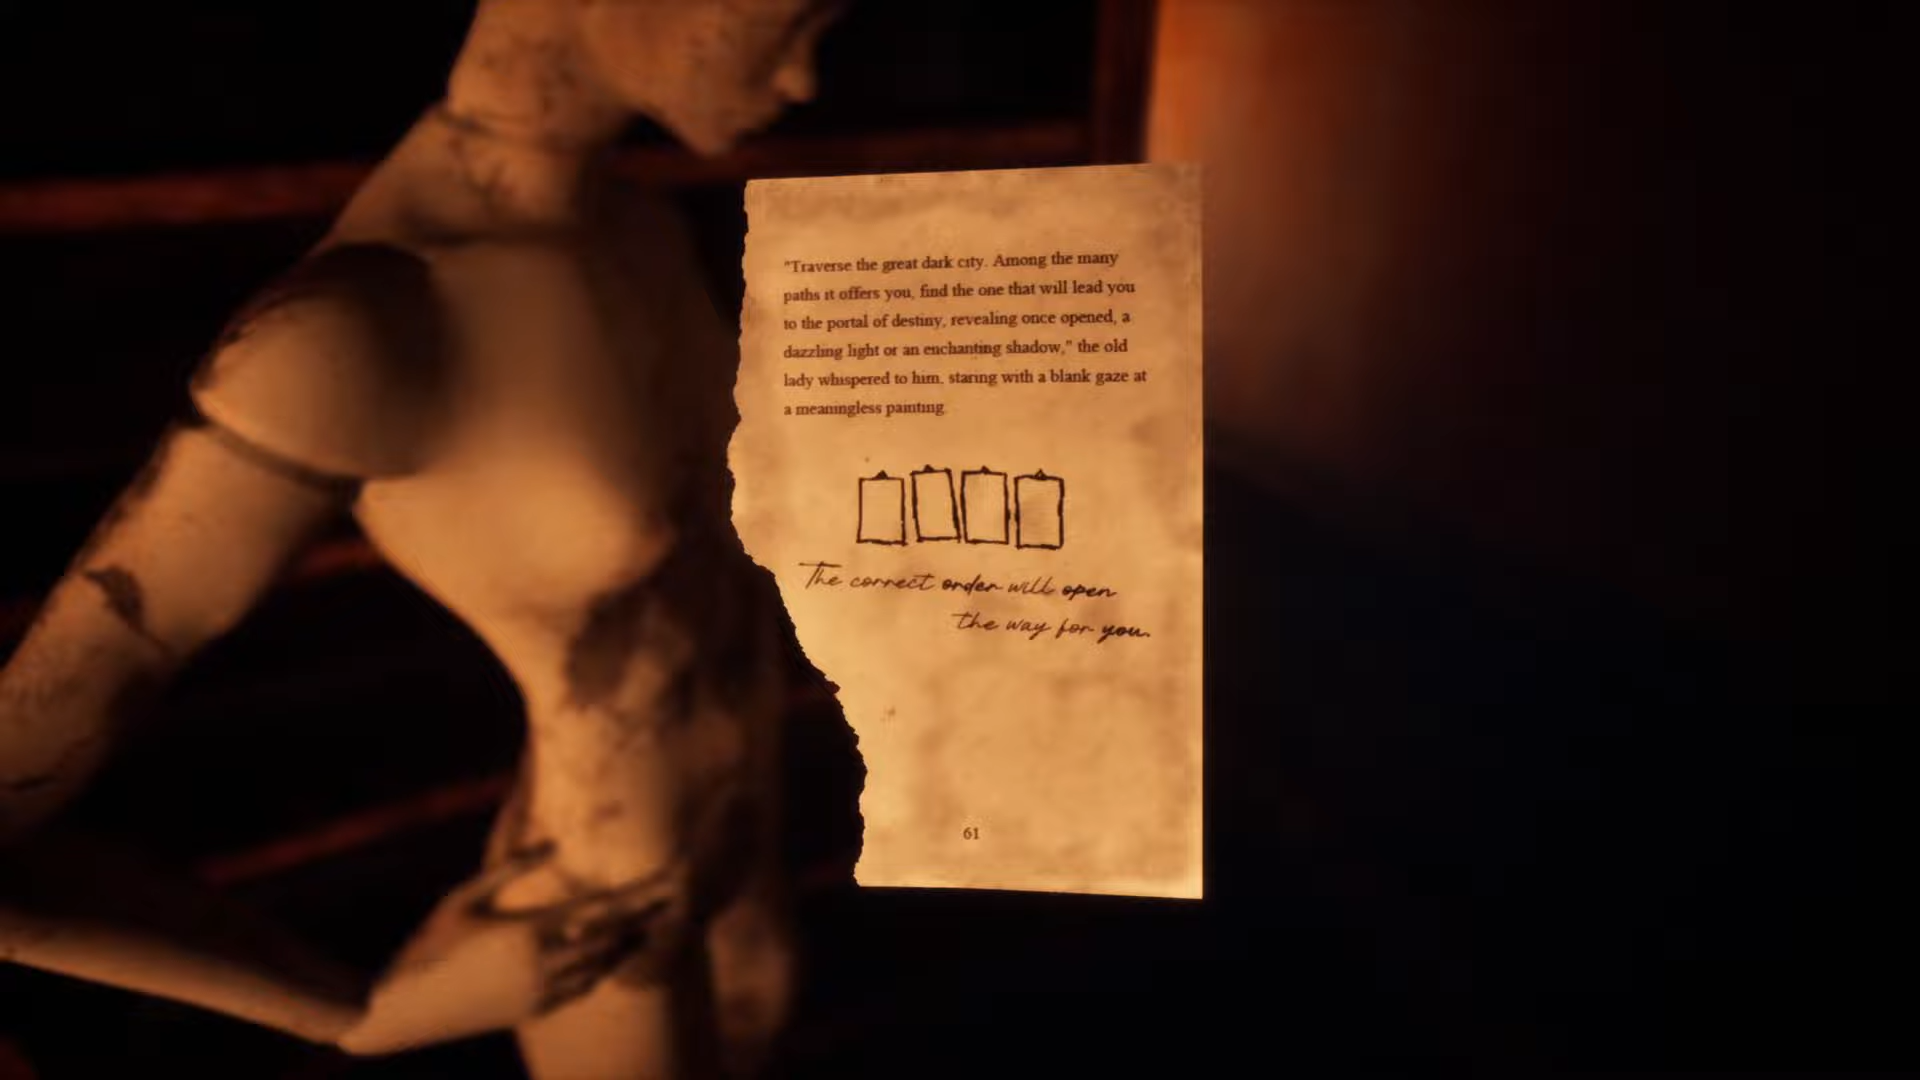 "Traverse the great dark city. Among the many
paths it offers you, find the one that will lead you
to the portal of destiny, revealing once opened, a
dazzling light or an enchanting shadow," the old
lady whispered to him, staring with a blank gaze at
a meaningless painting.
The correct order will open
the way for you.
61